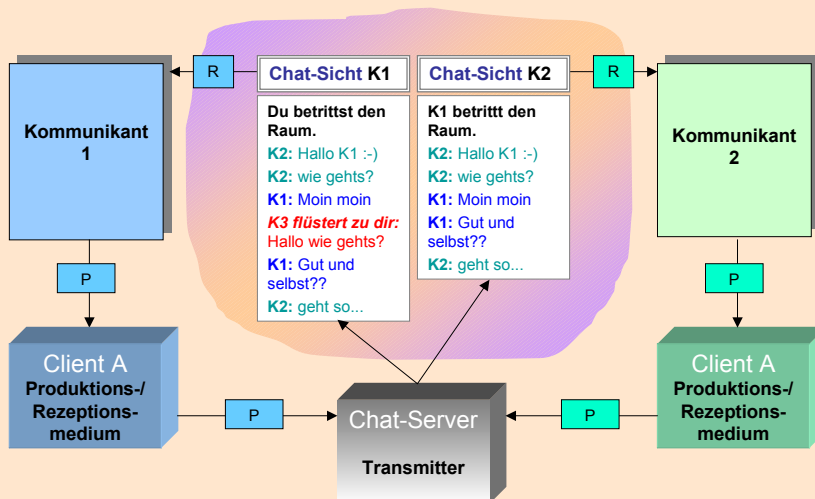 R
Chat-Sicht K1
Chat-Sicht K2
R
Kommunikant
1
Du betrittst den
Raum.
K2: Hallo K1 :-)
K2: wie gehts?
K1: Moin moin
K3 flüstert zu dir:
Hallo wie gehts?
K1: Gut und
selbst??
K2: geht so...
K1 betritt den
Raum.
K2: Hallo K1 :-)
K2: wie gehts?
K1: Moin moin
K1: Gut und
selbst??
K2: geht so...
Kommunikant
2
P
P
Client A
Produktions-/
Rezeptions-
medium
P
Chat-Server
Transmitter
P
Client A
Produktions-/
Rezeptions-
medium